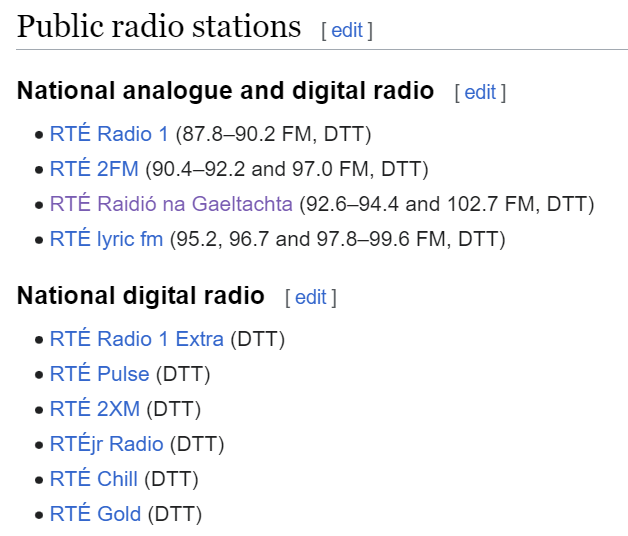 Public radio stations [ edit ]
National analogue and digital radio [ edit ]
• RTÉ Radio 1 (87.8–90.2 FM, DTT)
• RTÉ 2FM (90.4–92.2 and 97.0 FM, DTT)
• RTÉ Raidió na Gaeltachta (92.6–94.4 and 102.7 FM, DTT)
• RTÉ lyric fm (95.2, 96.7 and 97.8–99.6 FM, DTT)
National digital radio [ edit ]
• RTÉ Radio 1 Extra (DTT)
• RTÉ Pulse (DTT)
• RTÉ 2XM (DTT)
• RTÉjr Radio (DTT)
• RTÉ Chill (DTT)
• RTÉ Gold (DTT)